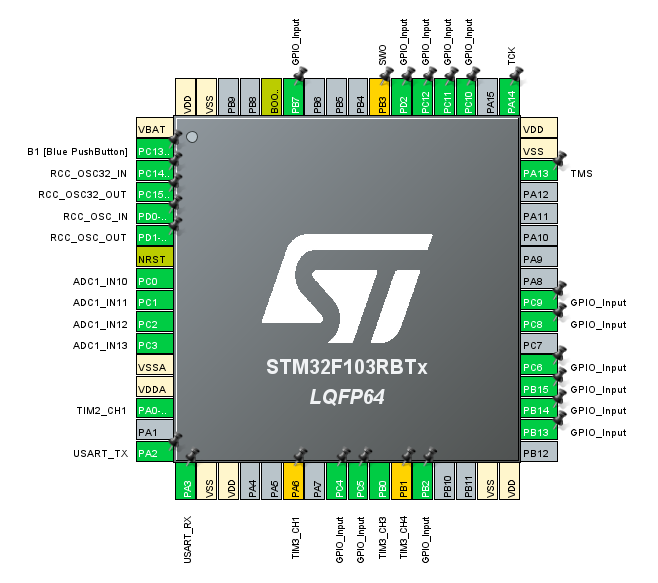 GPIO_Input
SWO
GPIO_Input
GPIO_Input
GPIO_Input
GPIO_Input
TCK
VDD
VSS
PB9
PB8
BOO..
PB7
PB6
PB5
PB4
PB3
PD2
PC12
PC11
PC10
PA15
PA14
VBAT
B1 [Blue PushButton] PC13..
RCC_OSC32_IN PC14..
RCC_OSC32_OUT PC15..
RCC_OSC_IN PD0-..
RCC_OSC_OUT PD1-..
NRST
ADC1_IN10 PC0
ADC1_IN11 PC1
ADC1_IN12 PC2
ADC1_IN13 PC3
VSSA
VDDA
TIM2_CH1 PA0-..
PA1
USART_TX PA2
STM32F103RBTx
LQFP64
VDD
VSS
PA13 TMS
PA12
PA11
PA10
PA9
PA8
PC9 GPIO_Input
PC8 GPIO_Input
PC7
PC6 GPIO_Input
PB15 GPIO_Input
PB14 GPIO_Input
PB13 GPIO_Input
PB12
PA3
VSS
VDD
PA4
PA5
PA6
PA7
PC4
PC5
PB0
PB1
PB2
PB10
PB11
VSS
VDD
USART_RX
TIM3_CH1
GPIO_Input
GPIO_Input
TIM3_CH3
TIM3_CH4
GPIO_Input